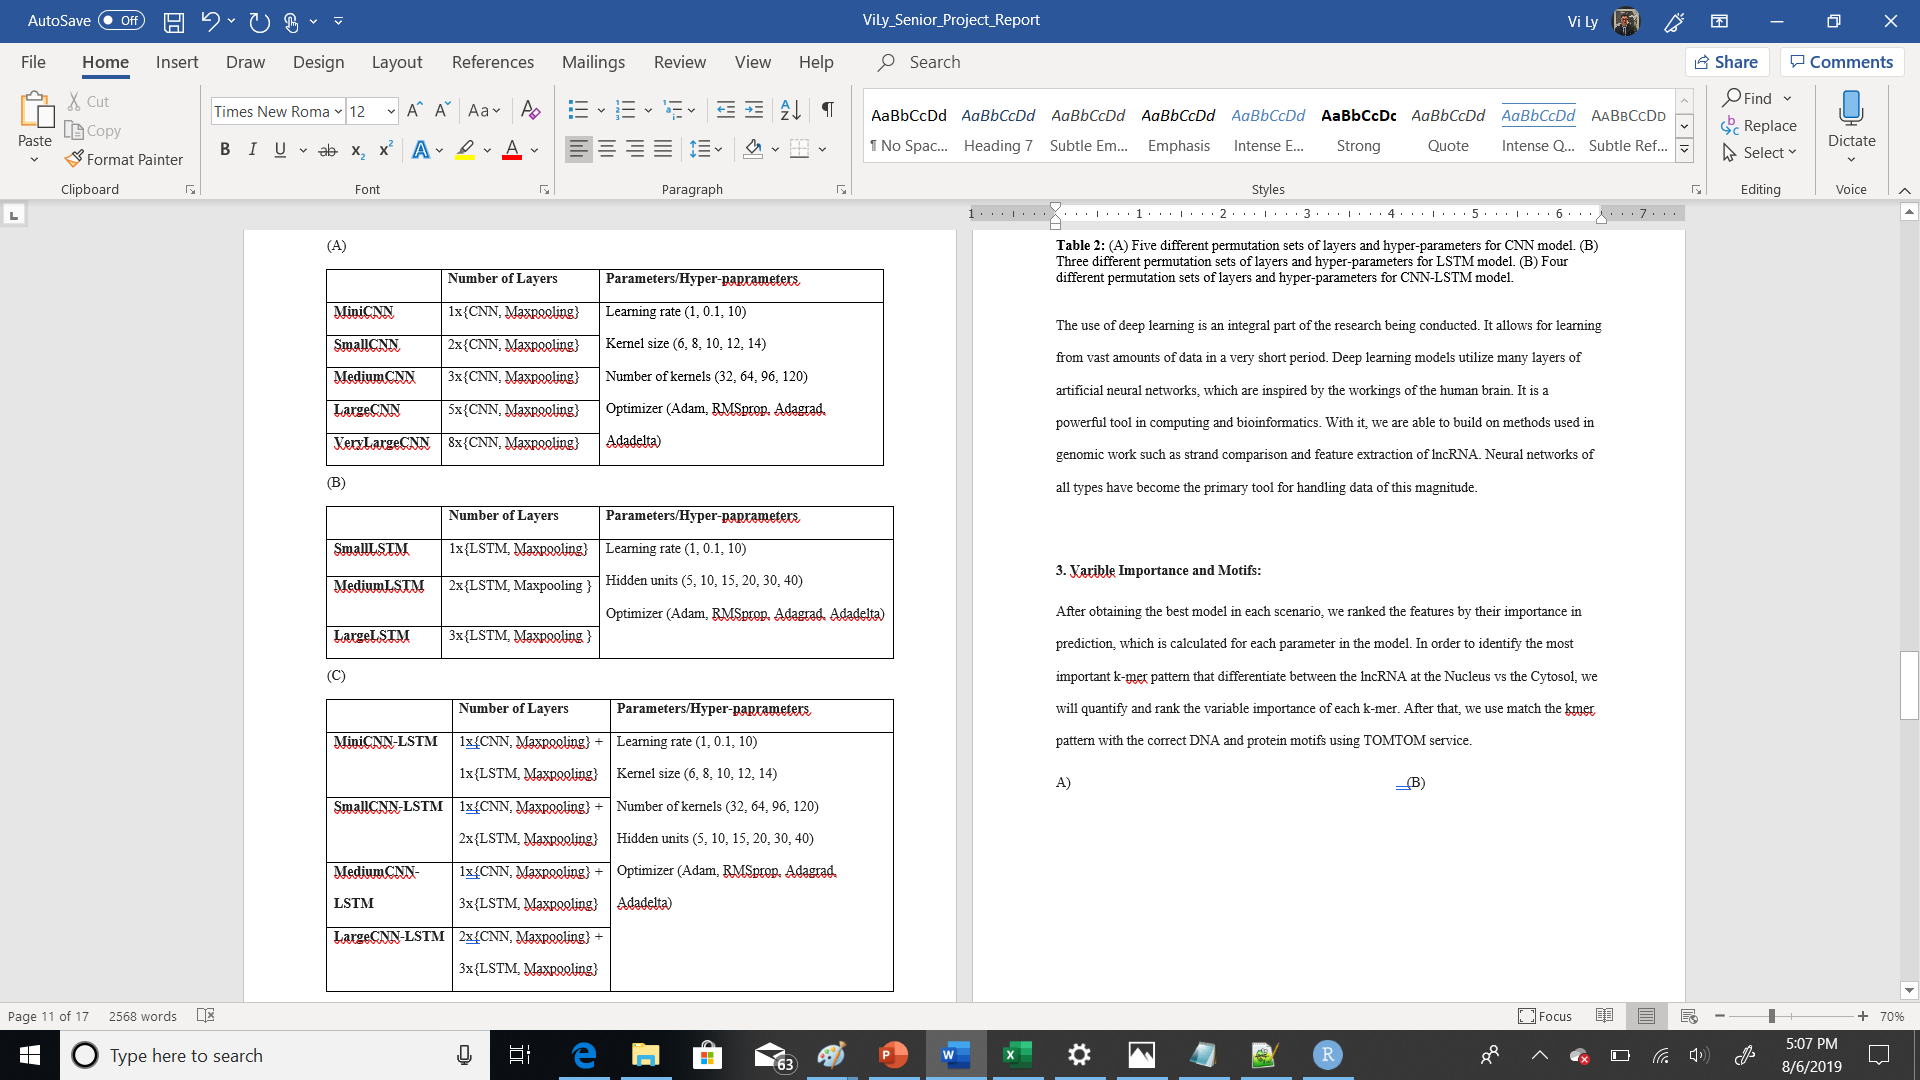 AutoSave Off
ViLy_Senior_Project_Report
Vi Ly
File Home Insert Draw Design Layout References Mailings Review View Help Search
Share Comments
Paste
Cut
Copy
Format Painter
Clipboard
Times New Roma 12
Font
Paragraph
AaBbCcDd AaBbCcDd AaBbCcDd AaBbCcDd AaBbCcDd AaBbCcDc AaBbCcDd AaBbCcDd AaBbCcDd
¶ No Spac... Heading 7 Subtle Em... Emphasis Intense E... Strong Quote Intense Q... Subtle Ref...
Styles
Find
Replace
Select
Editing
Dictate
Voice
1 1 2 3 4 5 6 7
(A)
Number of Layers Parameters/Hyper-paprameters
MiniCNN 1x{CNN, Maxpooling} Learning rate (1, 0.1, 10)
SmallCNN 2x{CNN, Maxpooling} Kernel size (6, 8, 10, 12, 14)
MediumCNN 3x{CNN, Maxpooling} Number of kernels (32, 64, 96, 120)
LargeCNN 5x{CNN, Maxpooling} Optimizer (Adam, RMSprop, Adagrad,
VeryLargeCNN 8x{CNN, Maxpooling} Adadelta)
(B)
Number of Layers Parameters/Hyper-paprameters
SmallLSTM 1x{LSTM, Maxpooling} Learning rate (1, 0.1, 10)
MediumLSTM 2x{LSTM, Maxpooling } Hidden units (5, 10, 15, 20, 30, 40)
Optimizer (Adam, RMSprop, Adagrad, Adadelta)
LargeLSTM 3x{LSTM, Maxpooling }
(C)
Number of Layers Parameters/Hyper-paprameters
MiniCNN-LSTM 1x{CNN, Maxpooling} + Learning rate (1, 0.1, 10)
1x{LSTM, Maxpooling} Kernel size (6, 8, 10, 12, 14)
SmallCNN-LSTM 1x{CNN, Maxpooling} + Number of kernels (32, 64, 96, 120)
2x{LSTM, Maxpooling} Hidden units (5, 10, 15, 20, 30, 40)
MediumCNN- 1x{CNN, Maxpooling} + Optimizer (Adam, RMSprop, Adagrad,
LSTM 3x{LSTM, Maxpooling} Adadelta)
LargeCNN-LSTM 2x{CNN, Maxpooling} +
3x{LSTM, Maxpooling}
Table 2: (A) Five different permutation sets of layers and hyper-parameters for CNN model. (B)
Three different permutation sets of layers and hyper-parameters for LSTM model. (B) Four
different permutation sets of layers and hyper-parameters for CNN-LSTM model.
The use of deep learning is an integral part of the research being conducted. It allows for learning
from vast amounts of data in a very short period. Deep learning models utilize many layers of
artificial neural networks, which are inspired by the workings of the human brain. It is a
powerful tool in computing and bioinformatics. With it, we are able to build on methods used in
genomic work such as strand comparison and feature extraction of lncRNA. Neural networks of
all types have become the primary tool for handling data of this magnitude.
3. Varible Importance and Motifs:
After obtaining the best model in each scenario, we ranked the features by their importance in
prediction, which is calculated for each parameter in the model. In order to identify the most
important k-mer pattern that differentiate between the lncRNA at the Nucleus vs the Cytosol, we
will quantify and rank the variable importance of each k-mer. After that, we use match the kmer
pattern with the correct DNA and protein motifs using TOMTOM service.
A) (B)
Page 11 of 17 2568 words
Focus 70%
Type here to search
63
5:07 PM
8/6/2019